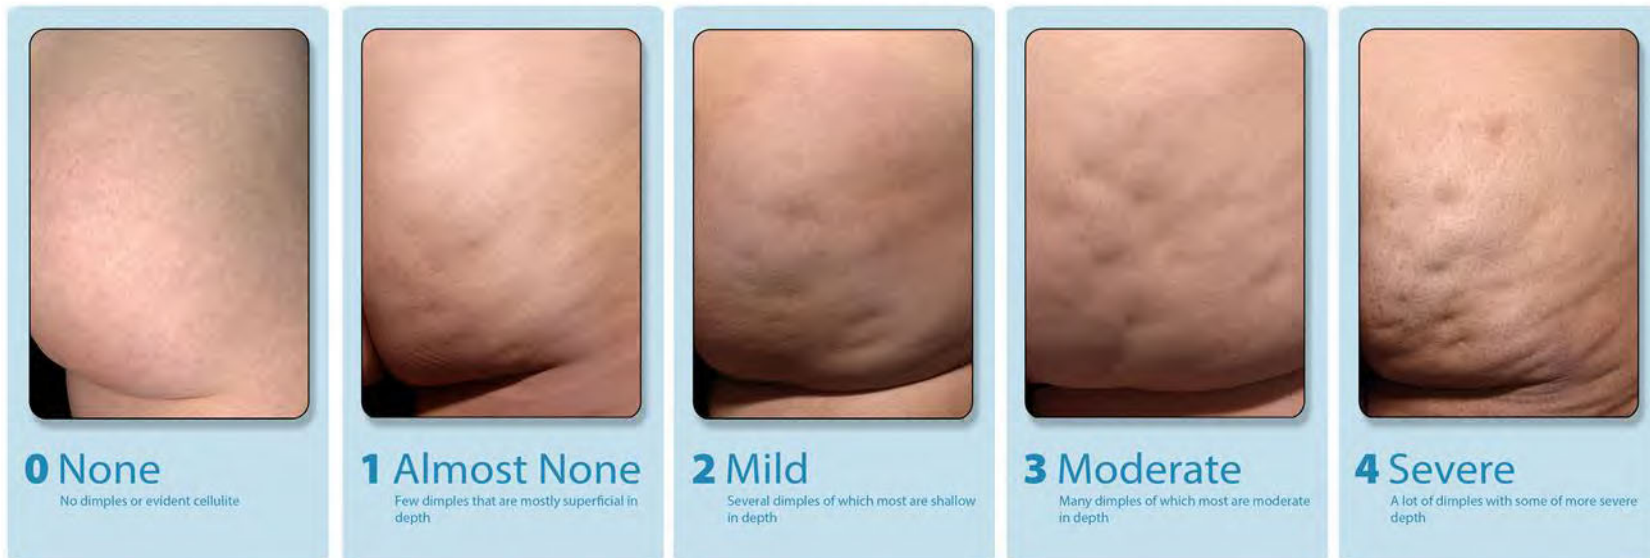 0 None
No dimples or evident cellulite
1 Almost None
Few dimples that are mostly superficial in
depth
2 Mild
Several dimples of which most are shallow
in depth
3 Moderate
Many dimples of which most are moderate
in depth
4 Severe
A lot of dimples with some of more severe
depth